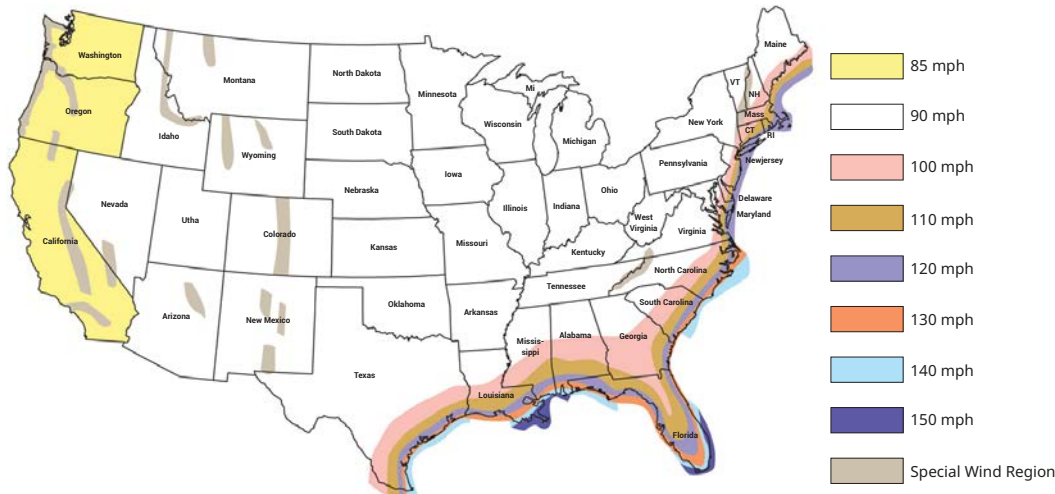 Washington
Oregon
California
Nevada
Idaho
Montana
Wyoming
Utha
Arizona
Colorado
New Mexico
North Dakota
South Dakota
Nebraska
Kansas
Oklahoma
Texas
Minnesota
Iowa
Missouri
Arkansas
Louisiana
Wisconsin
Illinois
Mi
Michigan
Indiana
Ohio
Kentucky
Tennessee
Missis-
sippi
Alabama
Georgia
Florida
South Carolina
North Carolina
Virginia
West
Virginia
Pennsylvania
New York
VT
NH
Maine
Mass
CT
RI
Newjersey
Delaware
Maryland
85 mph
90 mph
100 mph
110 mph
120 mph
130 mph
140 mph
150 mph
Special Wind Region